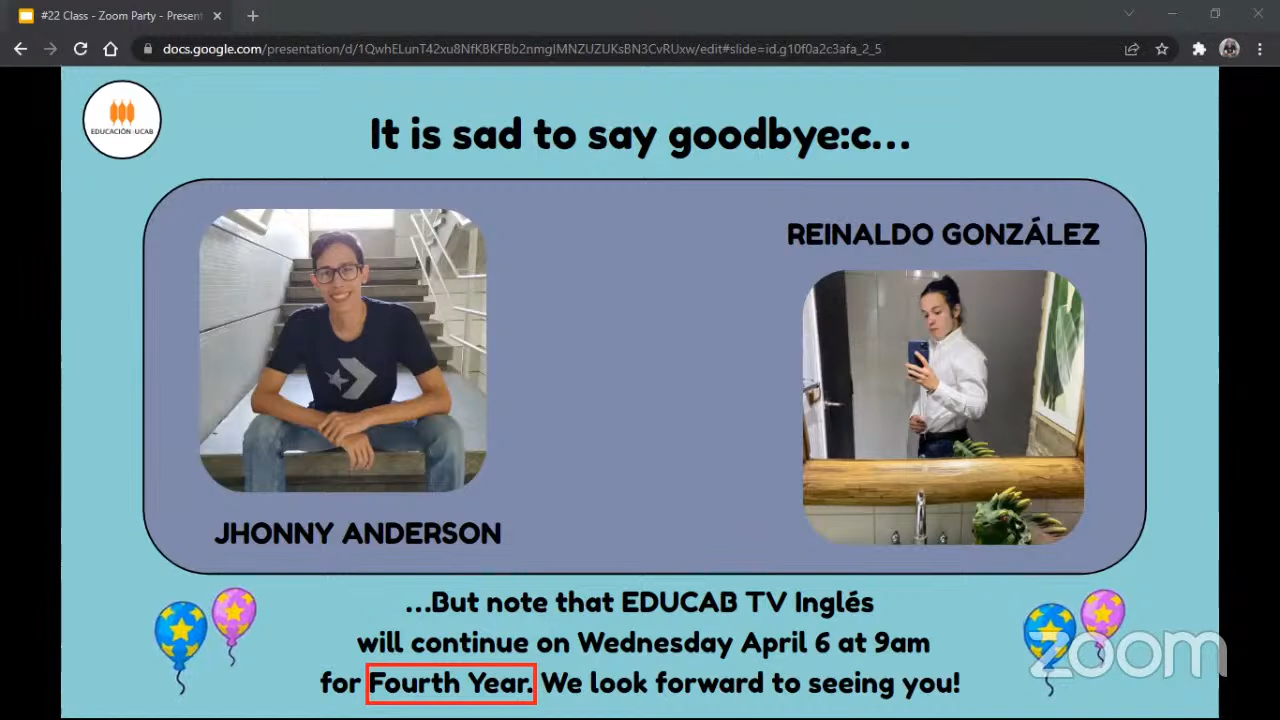 #22 Class - Zoom Party - Present
docs.google.com/presentation/d/1QwhELunT42xu8NfKBKFBb2nmgIMNZUZUKsBN3CvRUxw/edit#slide=id.g10f0a2c3afa_2_5
EDUCACIÓN UCAB
It is sad to say goodbye:c...
REINALDO GONZÁLEZ
JHONNY ANDERSON
...But note that EDUCAB TV Inglés
will continue on Wednesday April 6 at 9am
for Fourth Year. We look forward to seeing you!
zoom